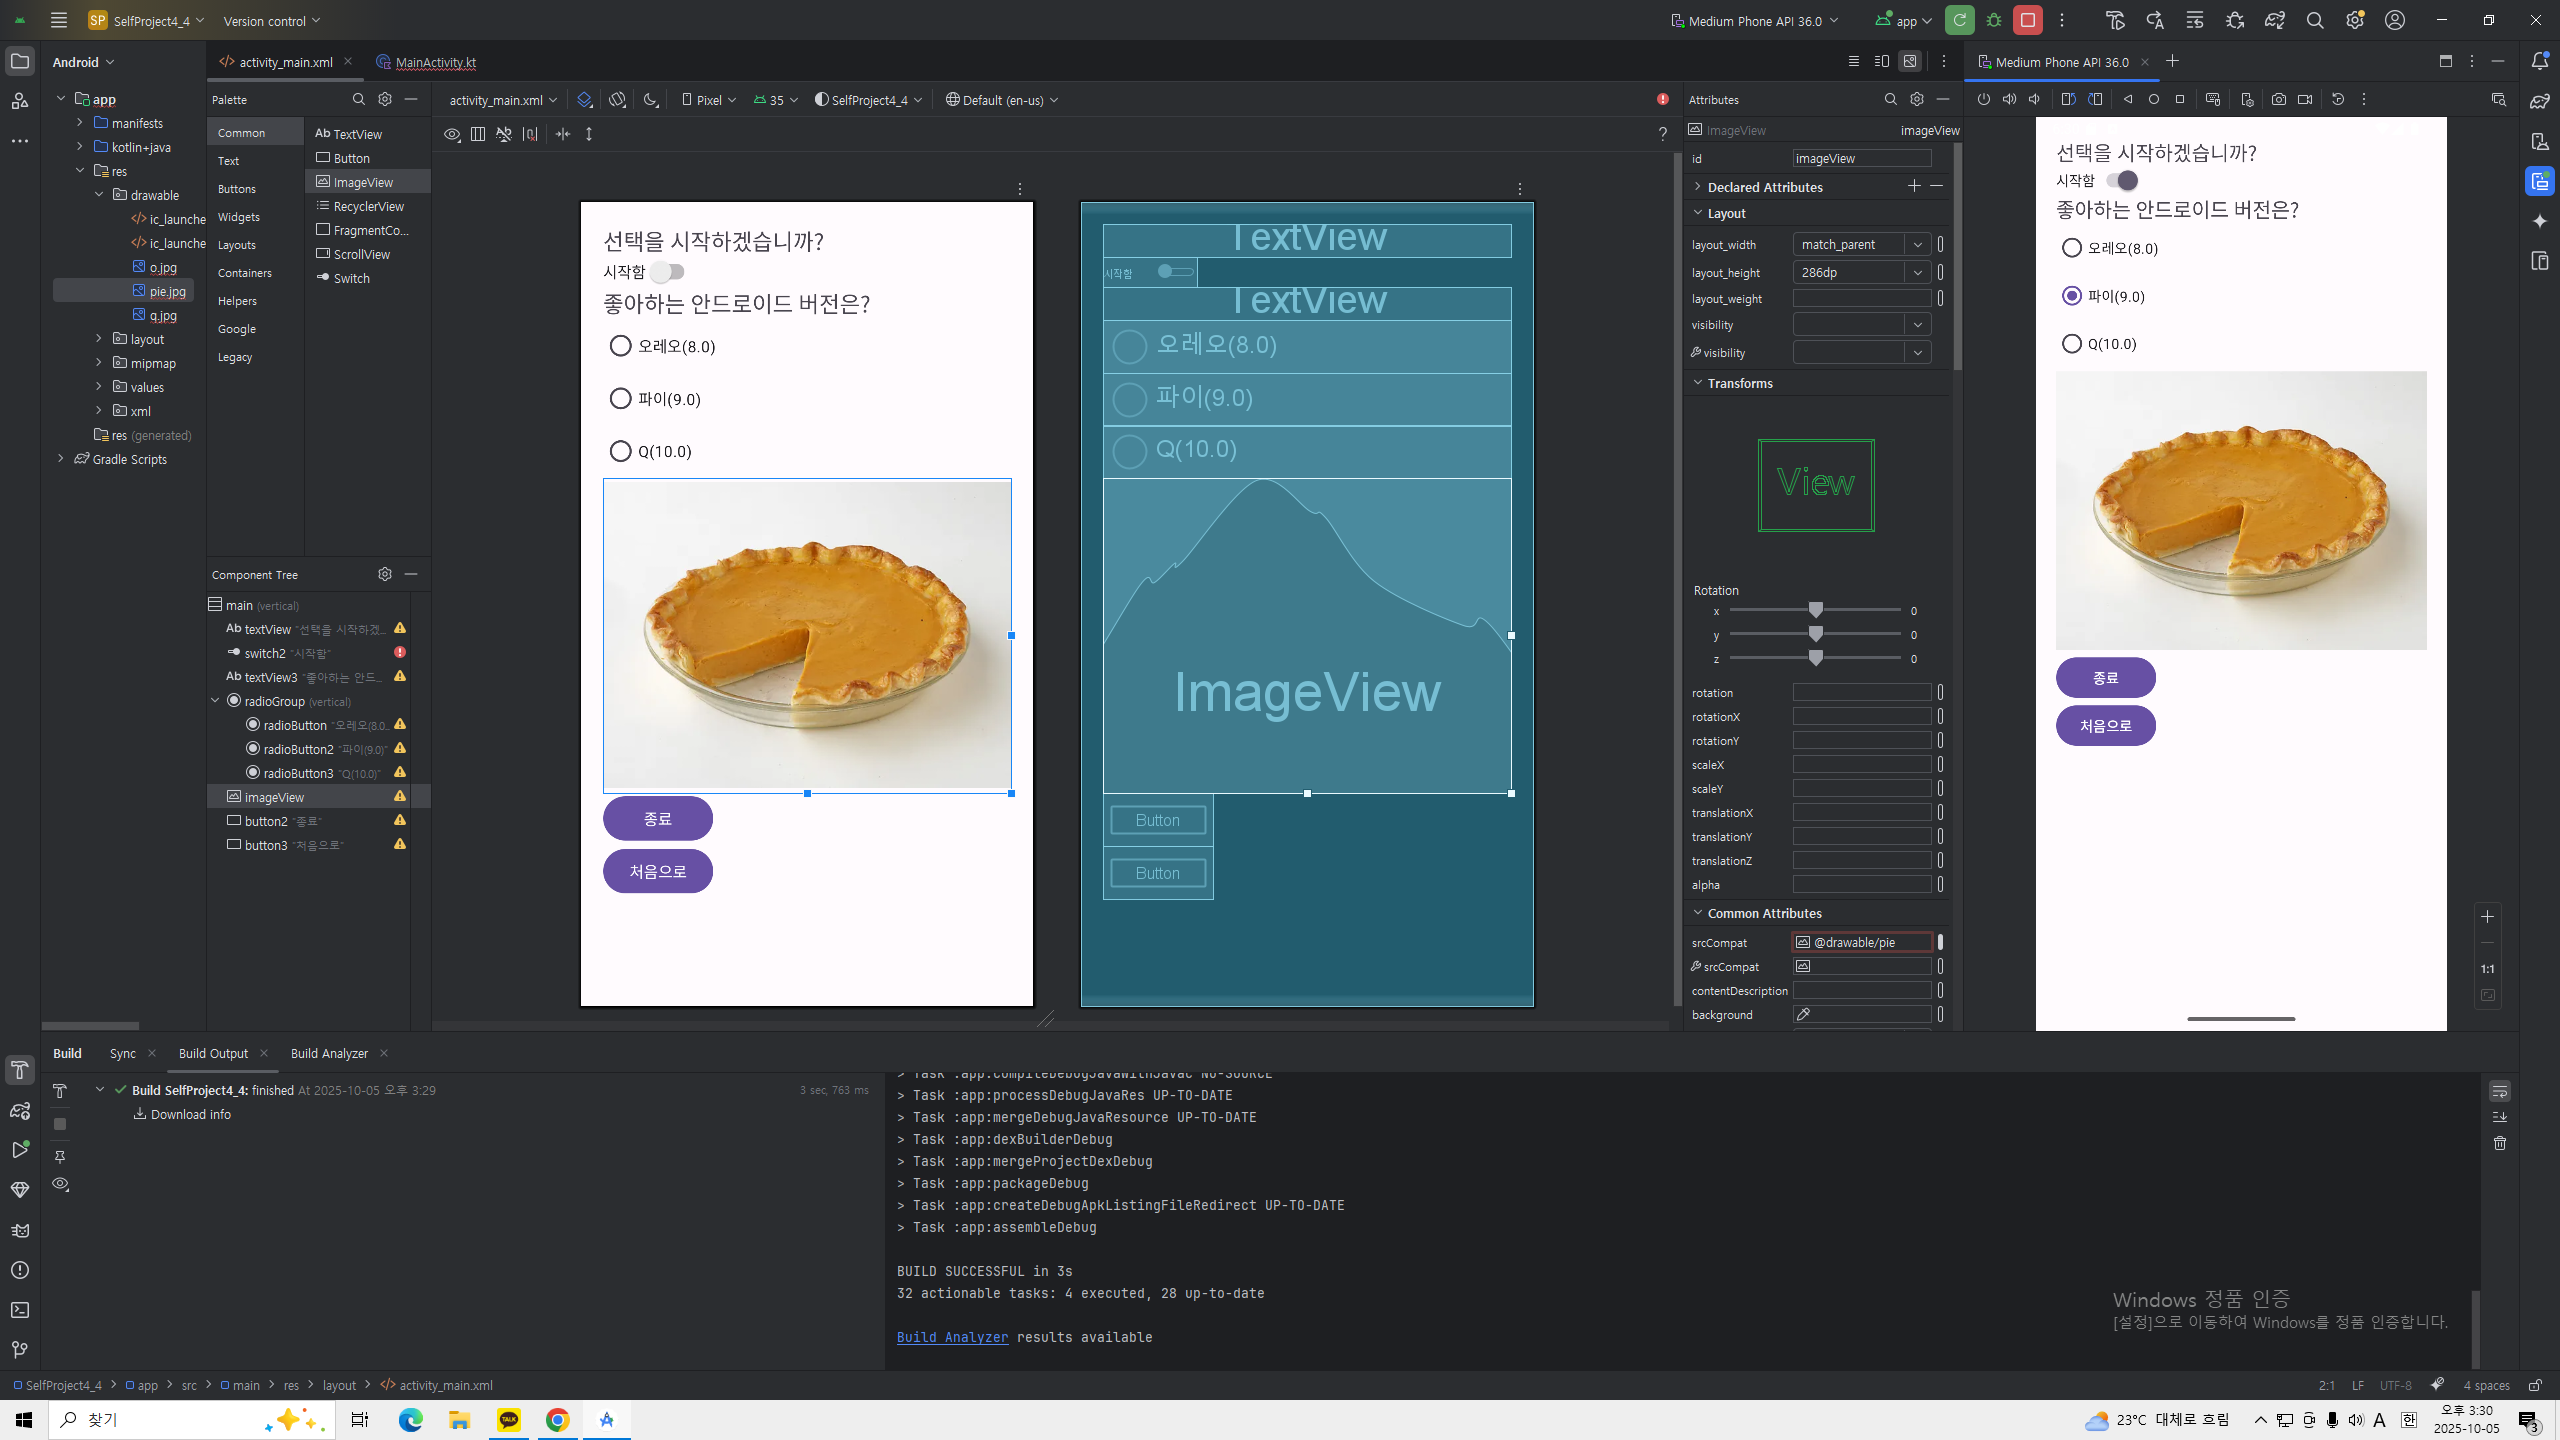 SP SelfProject4_4 Version control Medium Phone API 36.0 app
Android activity_main.xml MainActivity.kt Medium Phone API 36.0
app
manifests
kotlin+java
res
drawable
ic_launche
ic_launche
o.jpg
pie.jpg
q.jpg
layout
mipmap
values
xml
res (generated)
Gradle Scripts
Palette
Common
Text
Buttons
Widgets
Layouts
Containers
Helpers
Google
Legacy
Ab TextView
Button
ImageView
RecyclerView
FragmentCo...
ScrollView
Switch
Component Tree
main (vertical)
Ab textView "선택을 시작하겠...
switch2 "시작함"
Ab textView3 "좋아하는 안드...
radioGroup (vertical)
radioButton "오레오(8.0...
radioButton2 "파이(9.0)"
radioButton3 "Q(10.0)"
imageView
button2 "종료"
button3 "처음으로"
activity_main.xml Pixel 35 SelfProject4_4 Default (en-us)
선택을 시작하겠습니까?
시작함
좋아하는 안드로이드 버전은?
오레오(8.0)
파이(9.0)
Q(10.0)
종료
처음으로
TextView
시작함
TextView
오레오(8.0)
파이(9.0)
Q(10.0)
ImageView
Button
Button
Attributes
ImageView imageView
id imageView
Declared Attributes
Layout
layout_width match_parent
layout_height 286dp
layout_weight
visibility
visibility
Transforms
View
Rotation
x 0
y 0
z 0
rotation
rotationX
rotationY
scaleX
scaleY
translationX
translationY
translationZ
alpha
Common Attributes
srcCompat @drawable/pie
srcCompat
contentDescription
background
선택을 시작하겠습니까?
시작함
좋아하는 안드로이드 버전은?
오레오(8.0)
파이(9.0)
Q(10.0)
종료
처음으로
1:1
Build Sync Build Output Build Analyzer
Build SelfProject4_4: finished At 2025-10-05 오후 3:29 3 sec, 763 ms
Download info
> Task :app:compileDebugJavaWithJavac NO-SOURCE
> Task :app:processDebugJavaRes UP-TO-DATE
> Task :app:mergeDebugJavaResource UP-TO-DATE
> Task :app:dexBuilderDebug
> Task :app:mergeProjectDexDebug
> Task :app:packageDebug
> Task :app:createDebugApkListingFileRedirect UP-TO-DATE
> Task :app:assembleDebug
BUILD SUCCESSFUL in 3s
32 actionable tasks: 4 executed, 28 up-to-date
Build Analyzer results available
Windows 정품 인증
[설정]으로 이동하여 Windows를 정품 인증합니다.
SelfProject4_4 > app > src > main > res > layout > activity_main.xml 2:1 LF UTF-8 4 spaces
찾기 TALK 23°C 대체로 흐림 A 한 오후 3:30
2025-10-05 3